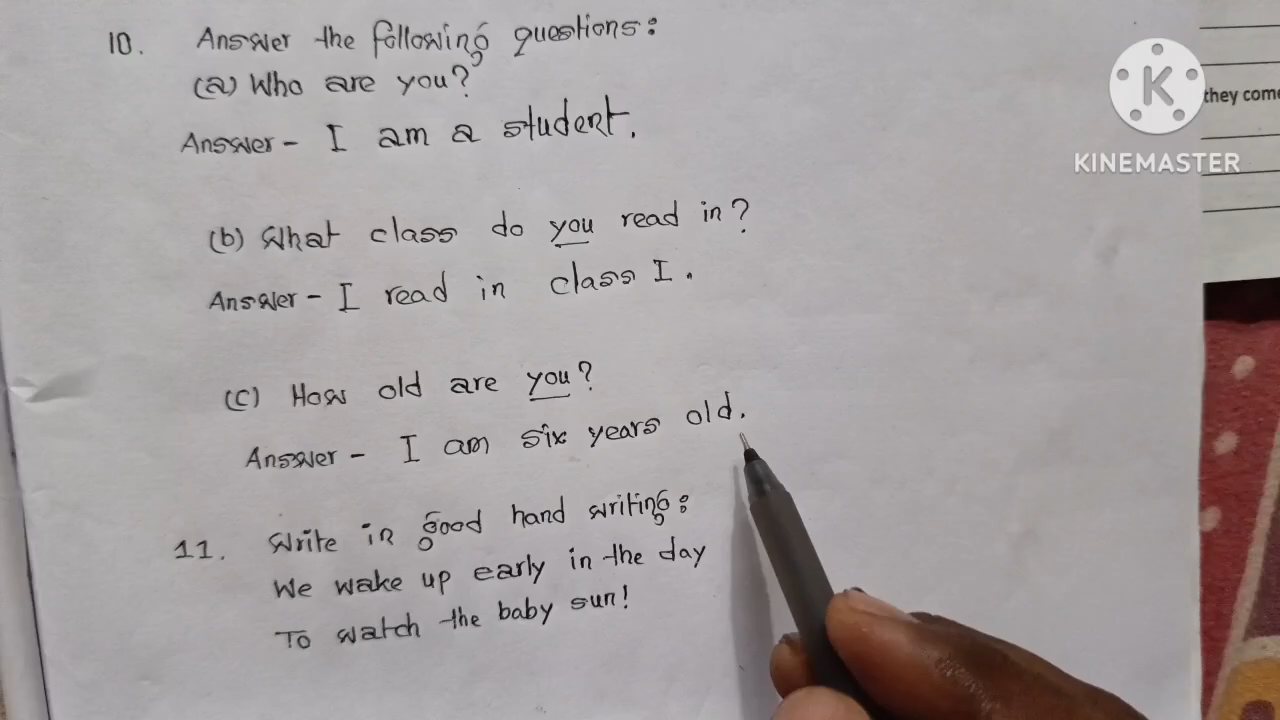 10. Answer the following questions:
(a) Who are you?
Answer - I am a student.
(b) What class do you read in?
Answer - I read in class I.
(c) How old are you?
Answer - I am six years old.
11. Write in good hand writing:
We wake up early in the day
To watch the baby sun!
K
KINEMASTER
they come